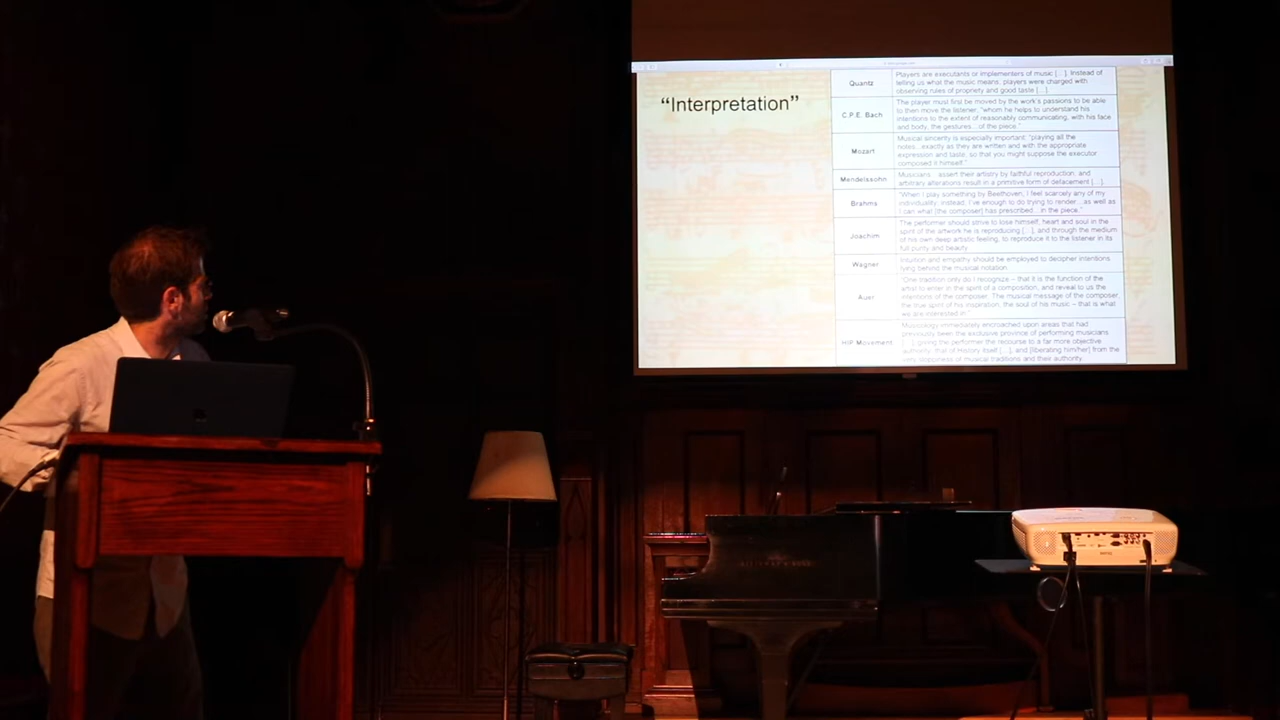 “Interpretation”
Quantz
Players are executants or implementers of music [...]. Instead of
telling us what the music means, players were charged with
observing rules of propriety and good taste [...].
C.P.E. Bach
The player must first be moved by the work's passions to be able
to then move the listener, "whom he helps to understand his
intentions to the extent of reasonably communicating, with his face
and body, the gestures... of the piece."
Mozart
Musical sincerity is especially important: "playing all the
notes...exactly as they are written and with the appropriate
expression and taste, so that you might suppose the executor
composed it himself."
Mendelssohn
Musicians... assert their artistry by faithful reproduction, and
arbitrary alterations result in a primitive form of defacement [...].
Brahms
"When I play something by Beethoven, I feel scarcely any of my
individuality; instead, I've enough to do trying to render...as well as
I can what [the composer] has prescribed... in the piece."
Joachim
The performer should strive to lose himself, heart and soul in the
spirit of the artwork he is reproducing [...], and through the medium
of his own deep artistic feeling, to reproduce it to the listener in its
full purity and beauty.
Wagner
Intuition and empathy should be employed to decipher intentions
lying behind the musical notation.
Auer
"One tradition only do I recognize – that it is the function of the
artist to enter in the spirit of a composition, and reveal to us the
intentions of the composer. The musical message of the composer,
the true spirit of his inspiration, the soul of his music – that is what
we are interested in."
HIP Movement
Musicology immediately encroached upon areas that had
previously been the exclusive province of performing musicians
[...], giving the performer the recourse to a far more objective
authority, that of History itself [...], and [liberating him/her] from the
very sloppiness of musical traditions and their authority.
STEINWAY & SONS